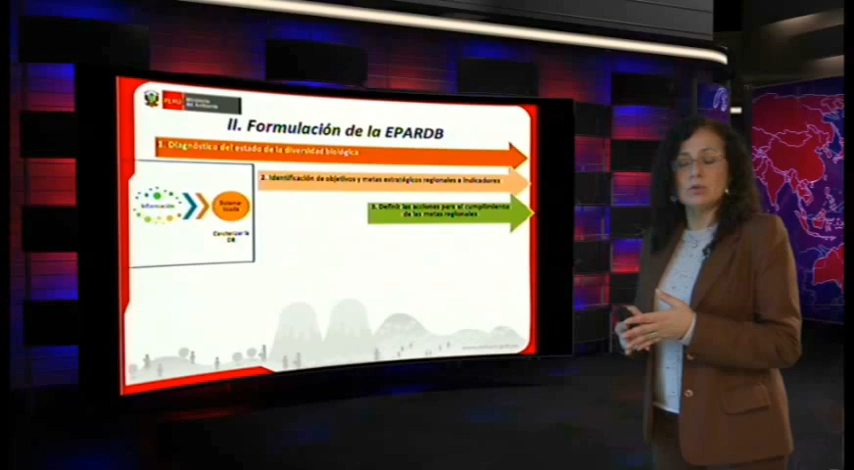 PERÚ
Ministerio
del Ambiente
II. Formulación de la EPARDB
1. Diagnóstico del estado de la diversidad biológica
2. Identificación de objetivos y metas estratégicos regionales e indicadores
3. Definir las acciones para el cumplimiento
de las metas regionales
Información
Caracterizar la
DB